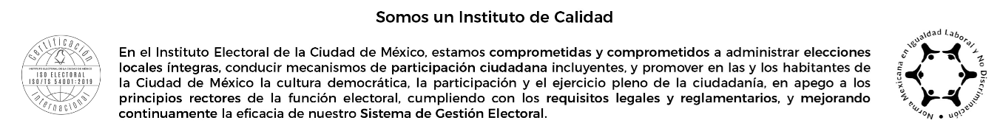 Somos un Instituto de Calidad
Certificación
INSTITUTO ELECTORAL DE LA CIUDAD DE MÉXICO
ISO ELECTORAL
ISO/TS 54001:2019
Internacional
En el Instituto Electoral de la Ciudad de México, estamos comprometidas y comprometidos a administrar elecciones
locales íntegras, conducir mecanismos de participación ciudadana incluyentes, y promover en las y los habitantes de
la Ciudad de México la cultura democrática, la participación y el ejercicio pleno de la ciudadanía, en apego a los
principios rectores de la función electoral, cumpliendo con los requisitos legales y reglamentarios, y mejorando
continuamente la eficacia de nuestro Sistema de Gestión Electoral.
Norma Mexicana en Igualdad Laboral y No Discriminación •